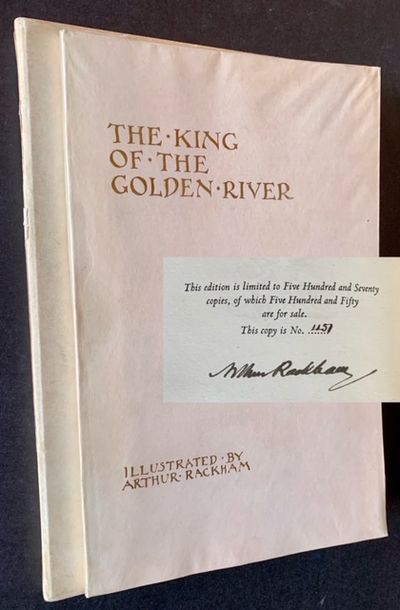 THE·KING
OF·THE
GOLDEN·RIVER
This edition is limited to Five Hundred and Seventy
copies, of which Five Hundred and Fifty
are for sale.
This copy is No.
Arthur Rackham
ILLUSTRATED·BY
ARTHUR·RACKHAM